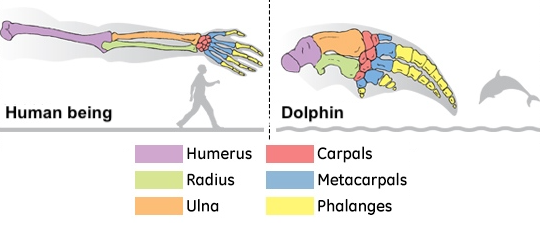 Human being
Dolphin
Humerus
Carpals
Radius
Metacarpals
Ulna
Phalanges